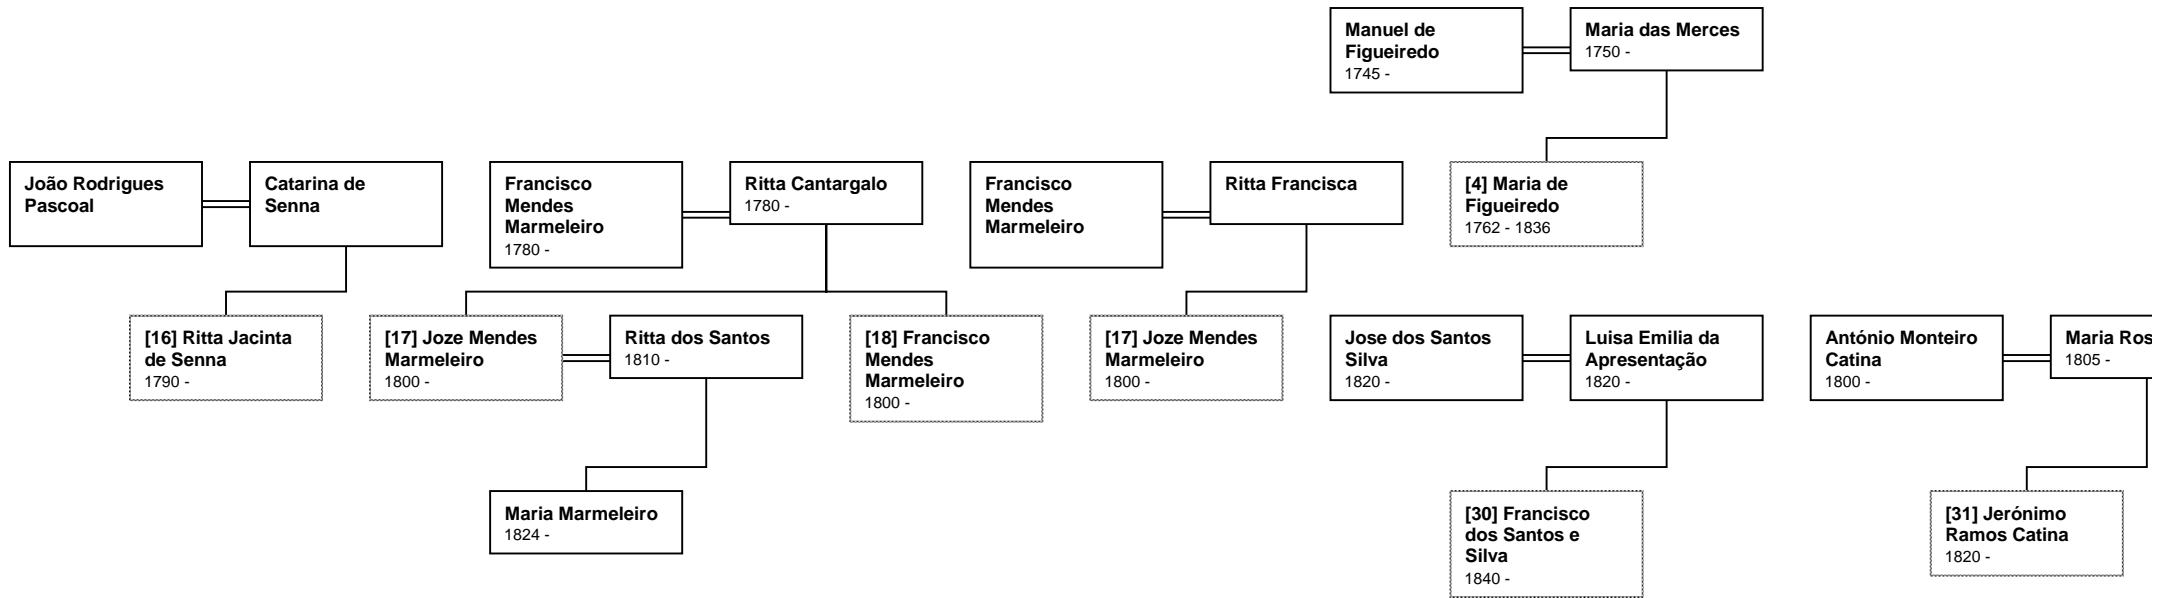 Manuel de
Figueiredo
1745 -
Maria das Merces
1750 -
João Rodrigues
Pascoal
Catarina de
Senna
Francisco
Mendes
Marmeleiro
1780 -
Ritta Cantargalo
1780 -
Francisco
Mendes
Marmeleiro
Ritta Francisca
[4] Maria de
Figueiredo
1762 - 1836
[16] Ritta Jacinta
de Senna
1790 -
[17] Joze Mendes
Marmeleiro
1800 -
Ritta dos Santos
1810 -
[18] Francisco
Mendes
Marmeleiro
1800 -
[17] Joze Mendes
Marmeleiro
1800 -
Jose dos Santos
Silva
1820 -
Luisa Emilia da
Apresentação
1820 -
António Monteiro
Catina
1800 -
Maria Ros
1805 -
Maria Marmeleiro
1824 -
[30] Francisco
dos Santos e
Silva
1840 -
[31] Jerónimo
Ramos Catina
1820 -